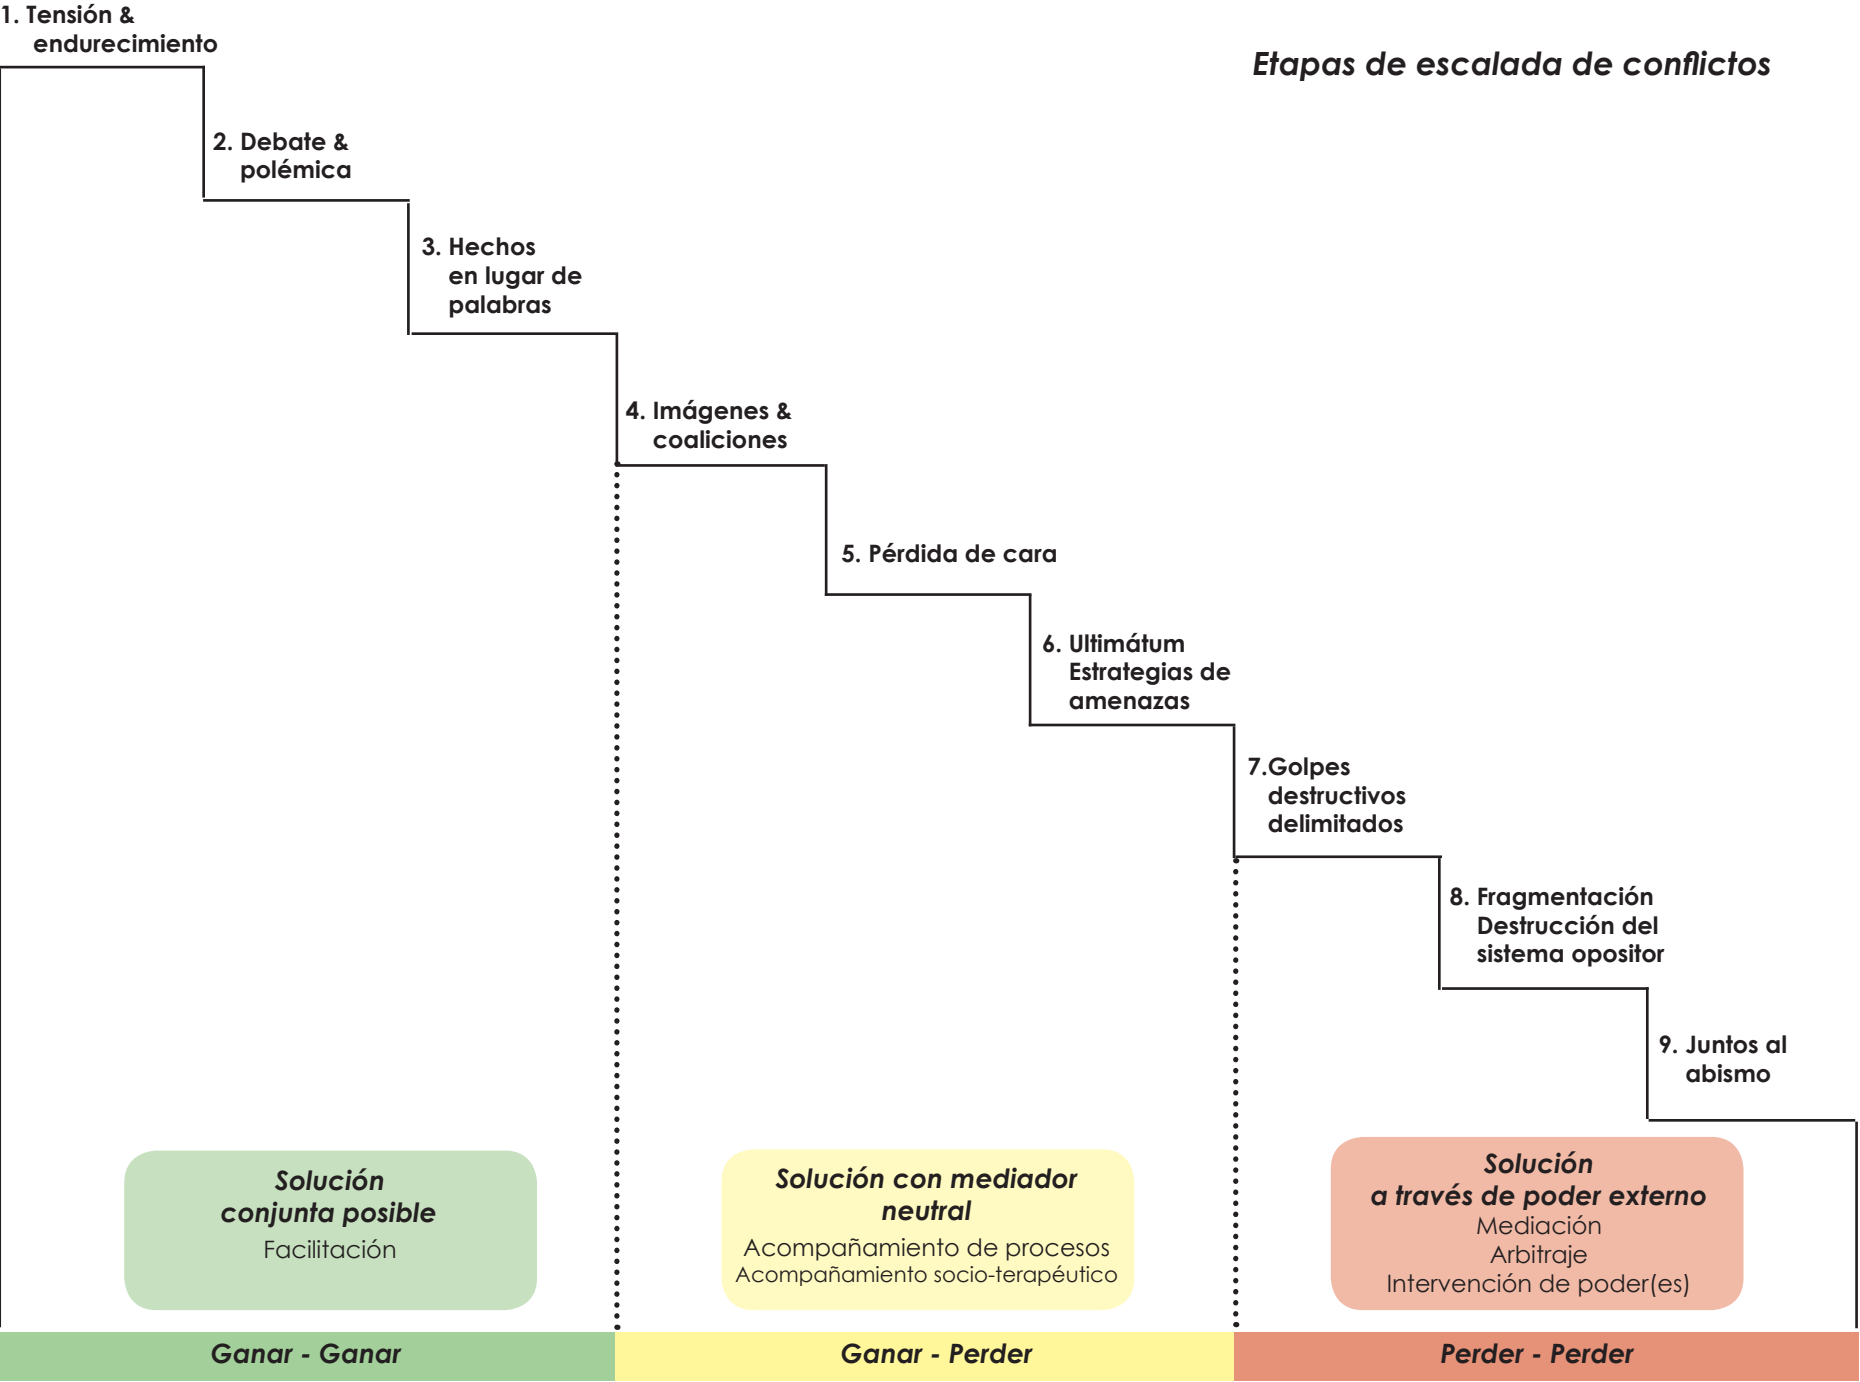 Etapas de escalada de conflictos
1. Tensión &
endurecimiento
2. Debate &
polémica
3. Hechos
en lugar de
palabras
4. Imágenes &
coaliciones
5. Pérdida de cara
6. Ultimátum
Estrategias de
amenazas
7.Golpes
destructivos
delimitados
8. Fragmentación
Destrucción del
sistema opositor
9. Juntos al
abismo
Solución
conjunta posible
Facilitación
Solución con mediador
neutral
Acompañamiento de procesos
Acompañamiento socio-terapéutico
Solución
a través de poder externo
Mediación
Arbitraje
Intervención de poder(es)
Ganar - Ganar
Ganar - Perder
Perder - Perder